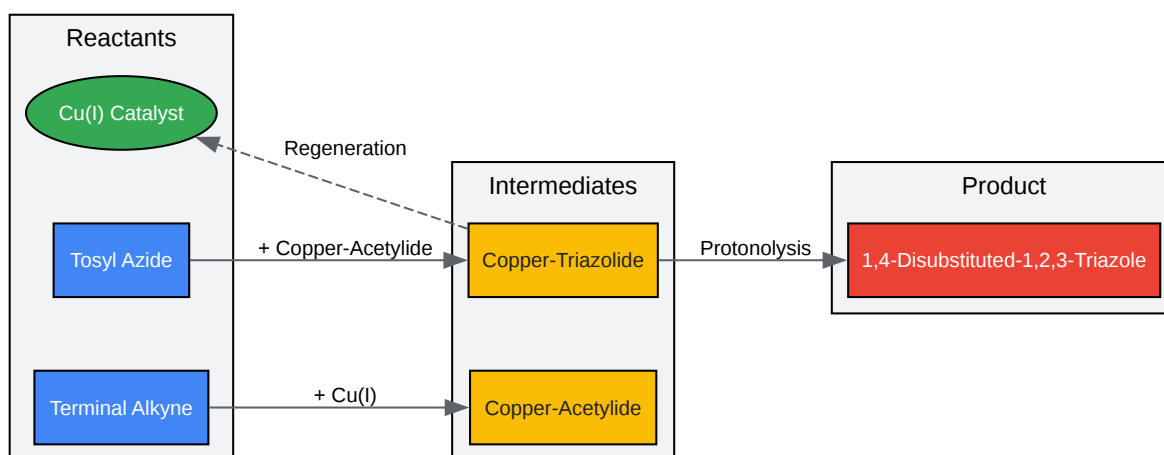 Reactants
Cu(I) Catalyst
Regeneration
Intermediates
Product
Tosyl Azide
+ Copper-Acetylide
Copper-Triazolide
Protonolysis
1,4-Disubstituted-1,2,3-Triazole
Terminal Alkyne
+ Cu(I)
Copper-Acetylide